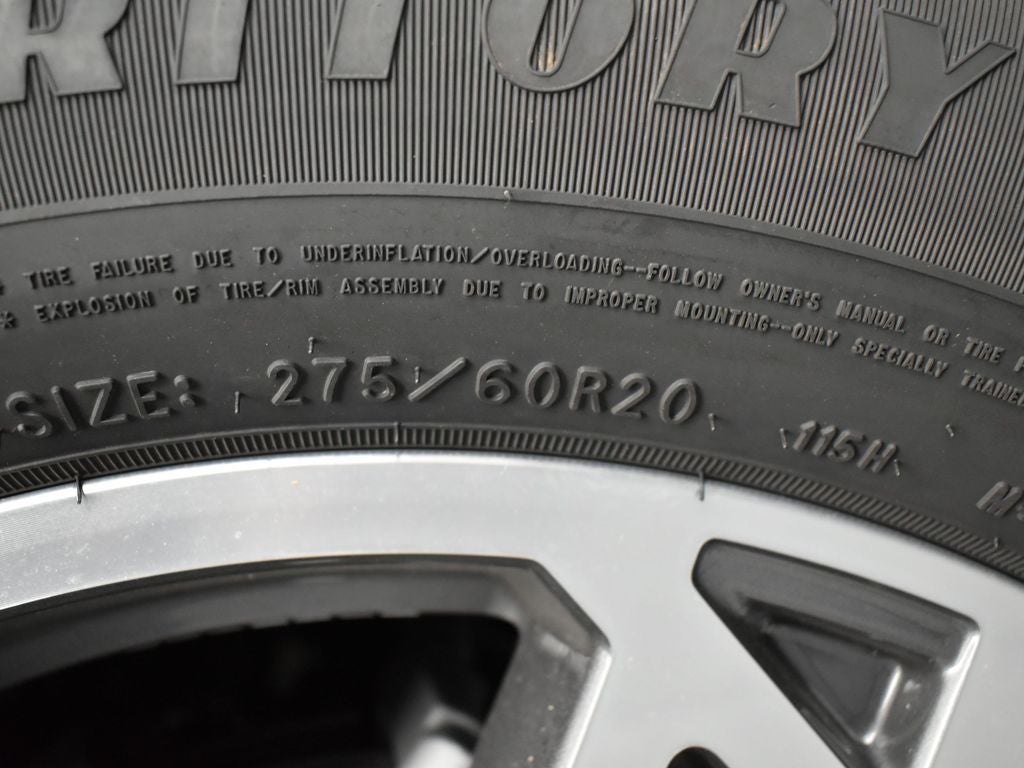 RITORY
TIRE FAILURE DUE TO UNDERINFLATION/OVERLOADING--FOLLOW OWNER'S MANUAL OR TIRE
* EXPLOSION OF TIRE/RIM ASSEMBLY DUE TO IMPROPER MOUNTING--ONLY SPECIALLY TRAINED
SIZE: 275/60R20 115H M